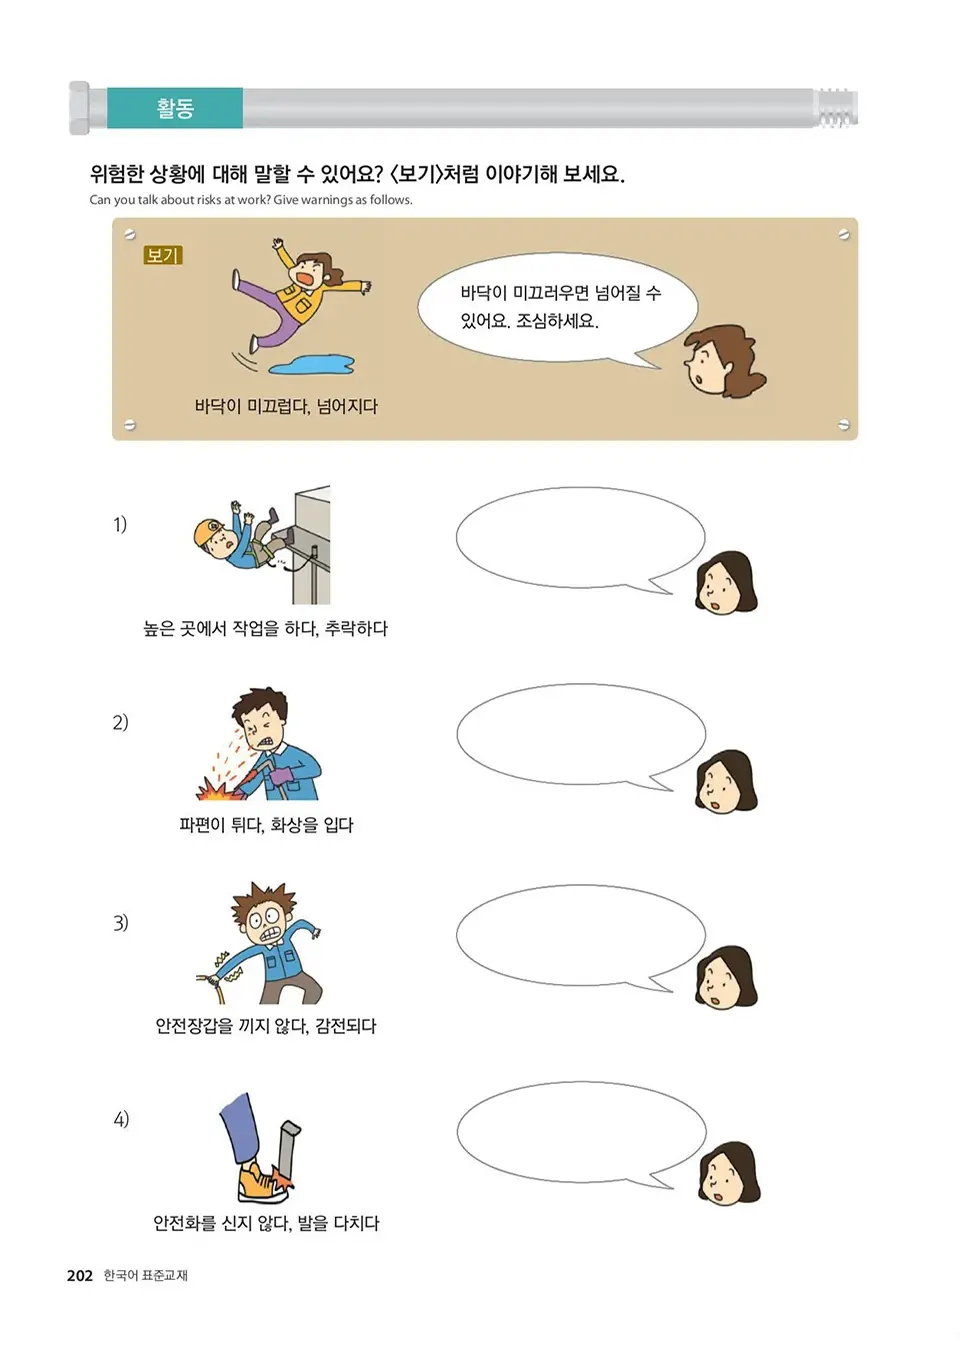 활동
위험한 상황에 대해 말할 수 있어요? 〈보기〉처럼 이야기해 보세요.
Can you talk about risks at work? Give warnings as follows.
보기
바닥이 미끄러우면 넘어질 수
있어요. 조심하세요.
바닥이 미끄럽다, 넘어지다
1)
높은 곳에서 작업을 하다, 추락하다
2)
파편이 튀다, 화상을 입다
3)
안전장갑을 끼지 않다, 감전되다
4)
안전화를 신지 않다, 발을 다치다
202 한국어 표준교재